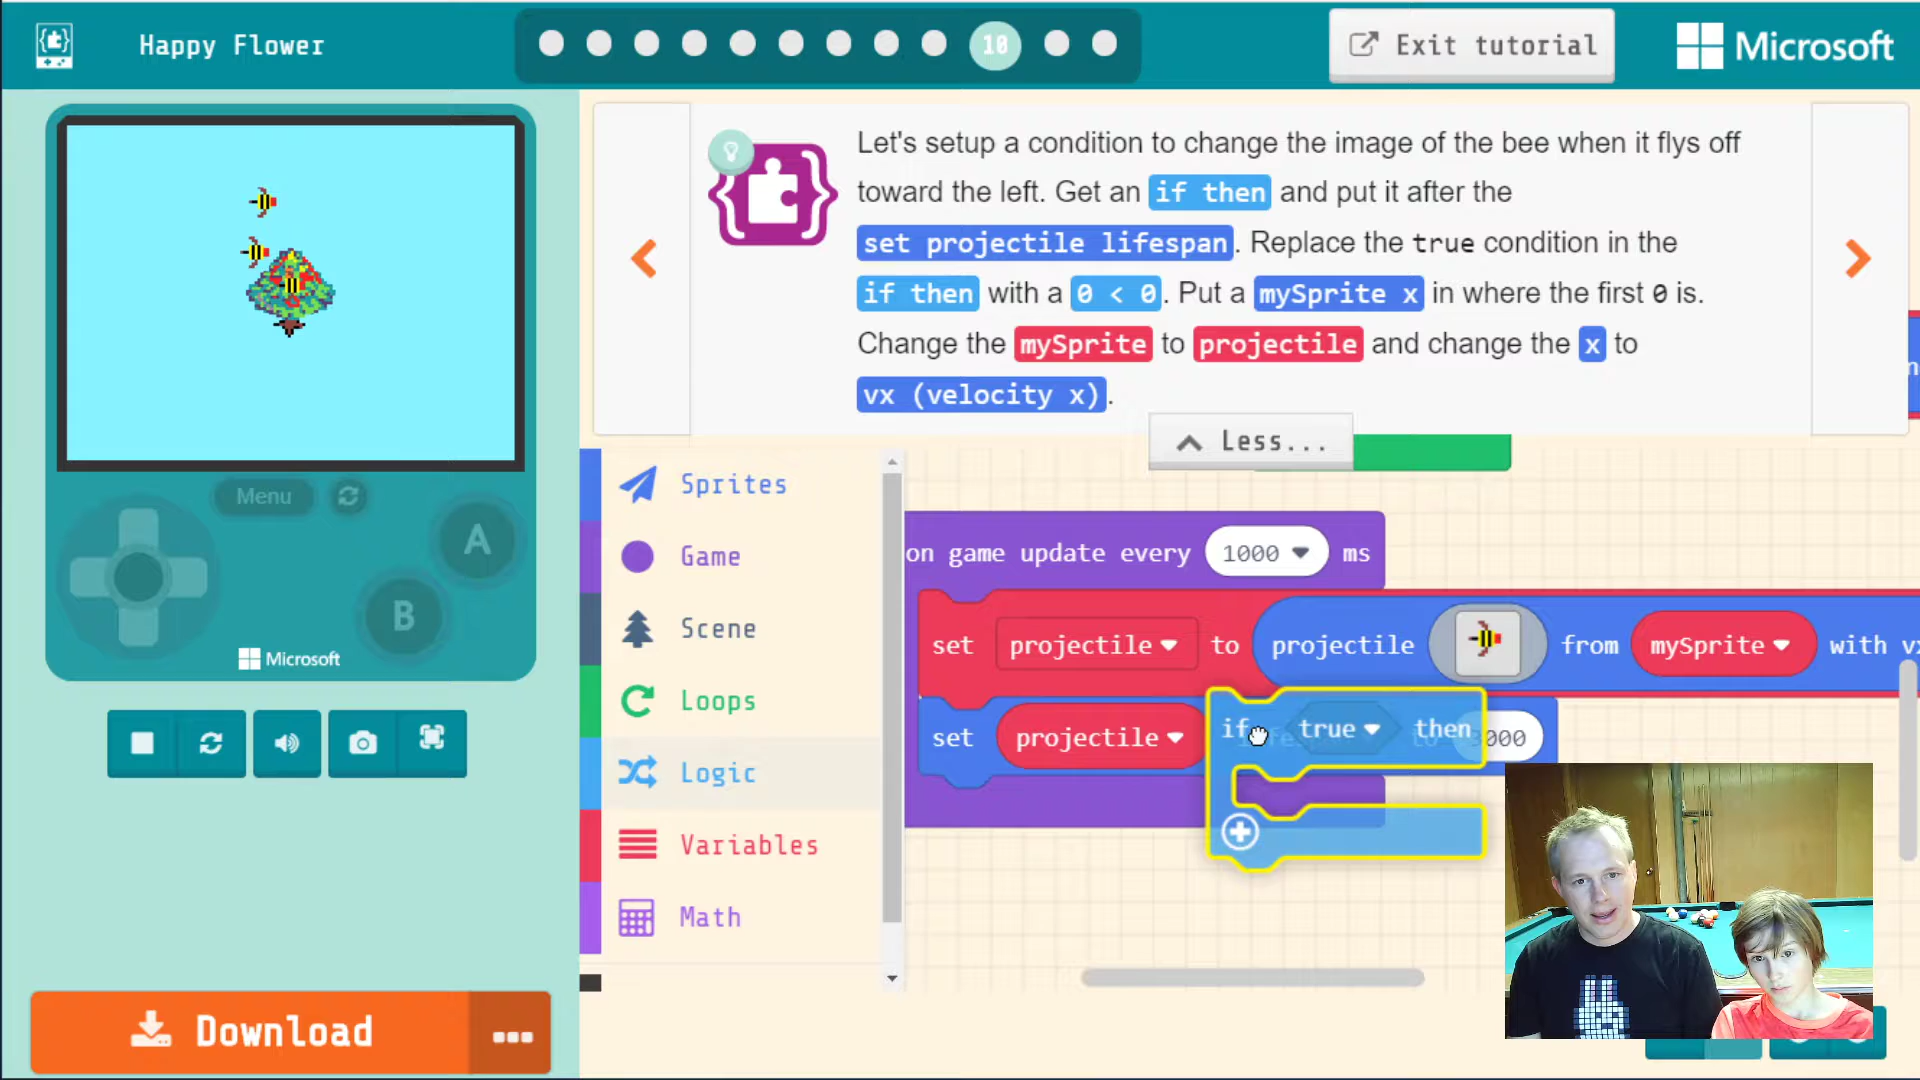 Happy Flower
10
Exit tutorial
Microsoft
Let's setup a condition to change the image of the bee when it flys off
toward the left. Get an if then and put it after the
set projectile lifespan. Replace the true condition in the
if then with a 0 < 0. Put a mySprite x in where the first 0 is.
Change the mySprite to projectile and change the x to
vx (velocity x).
Less...
Menu
A
B
Microsoft
Sprites
Game
Scene
Loops
Logic
Variables
Math
on game update every 1000 ms
set projectile to projectile from mySprite with vx
set projectile
if true then
Download